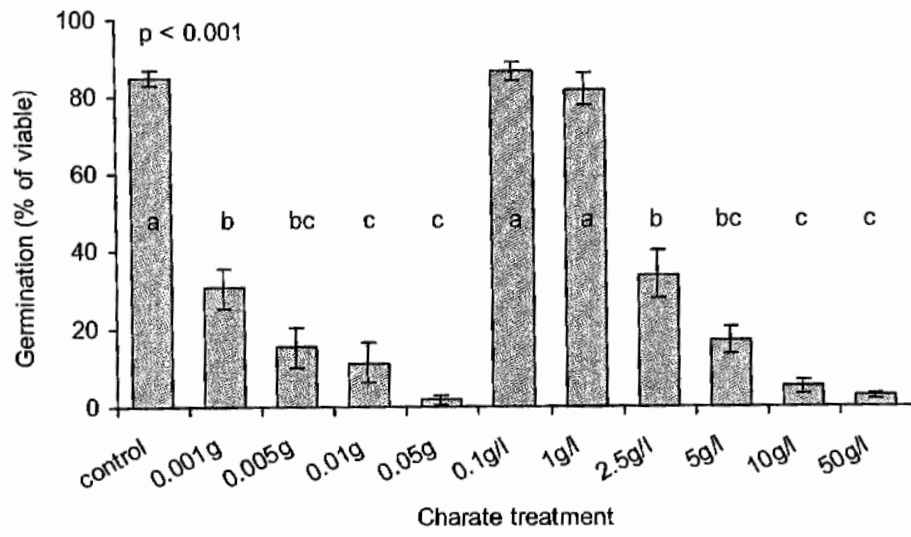 100
p < 0.001
80
60
40
20
0
Germination (% of viable)
a b bc c c a a b bc c c
control 0.001g 0.005g 0.01g 0.05g 0.1g/l 1g/l 2.5g/l 5g/l 10g/l 50g/l
Charate treatment